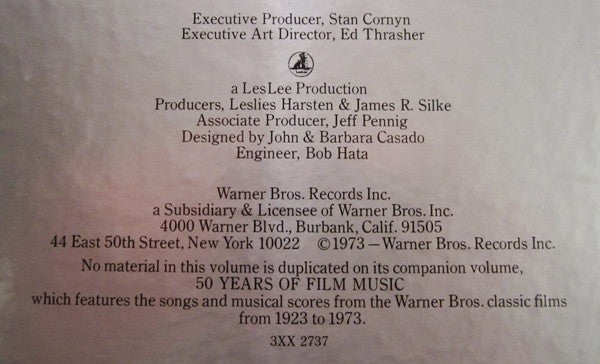 Executive Producer, Stan Cornyn
Executive Art Director, Ed Thrasher
a LesLee Production
Producers, Leslies Harsten & James R. Silke
Associate Producer, Jeff Pennig
Designed by John & Barbara Casado
Engineer, Bob Hata
Warner Bros. Records Inc.
a Subsidiary & Licensee of Warner Bros. Inc.
4000 Warner Blvd., Burbank, Calif. 91505
44 East 50th Street, New York 10022 ©1973 – Warner Bros. Records Inc.
No material in this volume is duplicated on its companion volume,
50 YEARS OF FILM MUSIC
which features the songs and musical scores from the Warner Bros. classic films
from 1923 to 1973.
3XX 2737